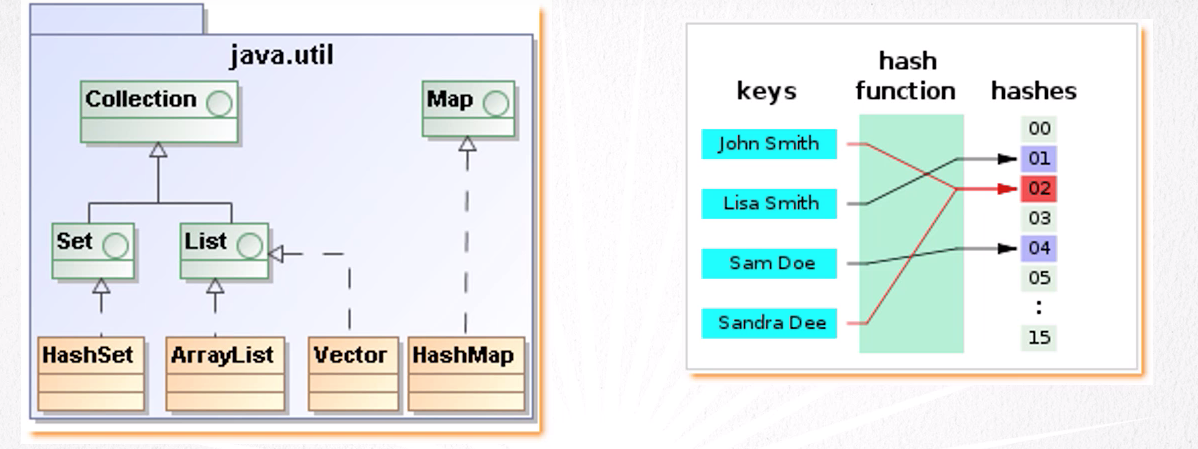 java.util
Collection
Map
Set
List
HashSet
ArrayList
Vector
HashMap
keys
hash
function
hashes
John Smith
Lisa Smith
Sam Doe
Sandra Dee
00
01
02
03
04
05
:
15